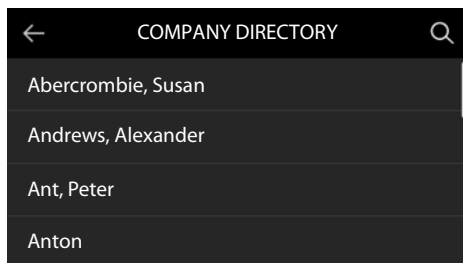 COMPANY DIRECTORY
Abercrombie, Susan
Andrews, Alexander
Ant, Peter
Anton